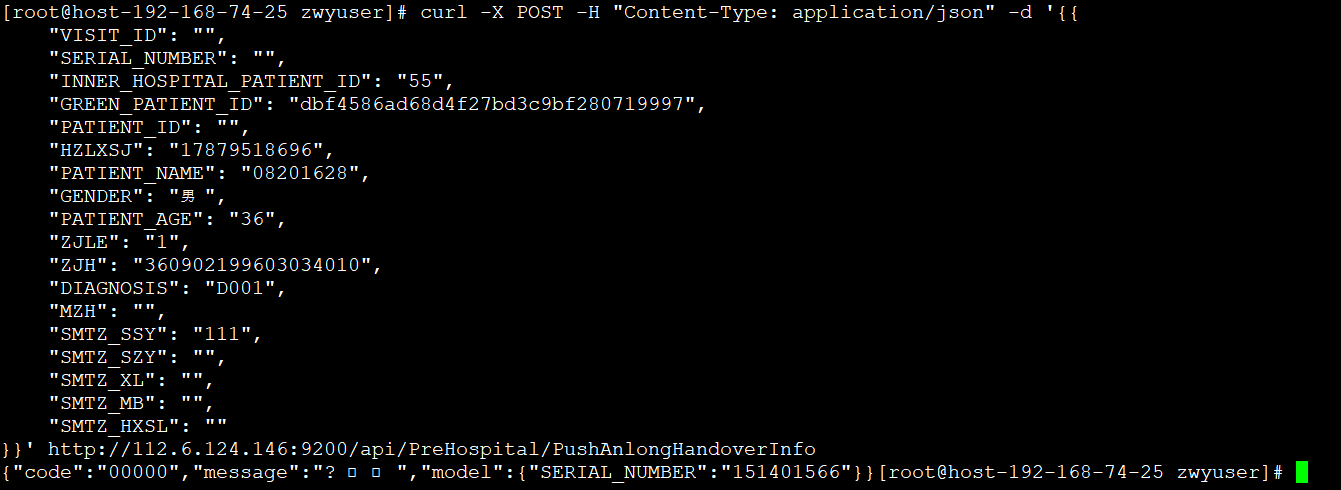 [root@host-192-168-74-25 zwyuser]# curl -X POST -H "Content-Type: application/json" -d '{{
    "VISIT_ID": "",
    "SERIAL_NUMBER": "",
    "INNER_HOSPITAL_PATIENT_ID": "55",
    "GREEN_PATIENT_ID": "dbf4586ad68d4f27bd3c9bf280719997",
    "PATIENT_ID": "",
    "HZLXSJ": "17879518696",
    "PATIENT_NAME": "08201628",
    "GENDER": "男 ",
    "PATIENT_AGE": "36",
    "ZJLE": "1",
    "ZJH": "360902199603034010",
    "DIAGNOSIS": "D001",
    "MZH": "",
    "SMTZ_SSY": "111",
    "SMTZ_SZY": "",
    "SMTZ_XL": "",
    "SMTZ_MB": "",
    "SMTZ_HXSL": ""
}}' http://112.6.124.146:9200/api/PreHospital/PushAnlongHandoverInfo
{"code":"00000","message":"? ","model":{"SERIAL_NUMBER":"151401566"}}[root@host-192-168-74-25 zwyuser]#